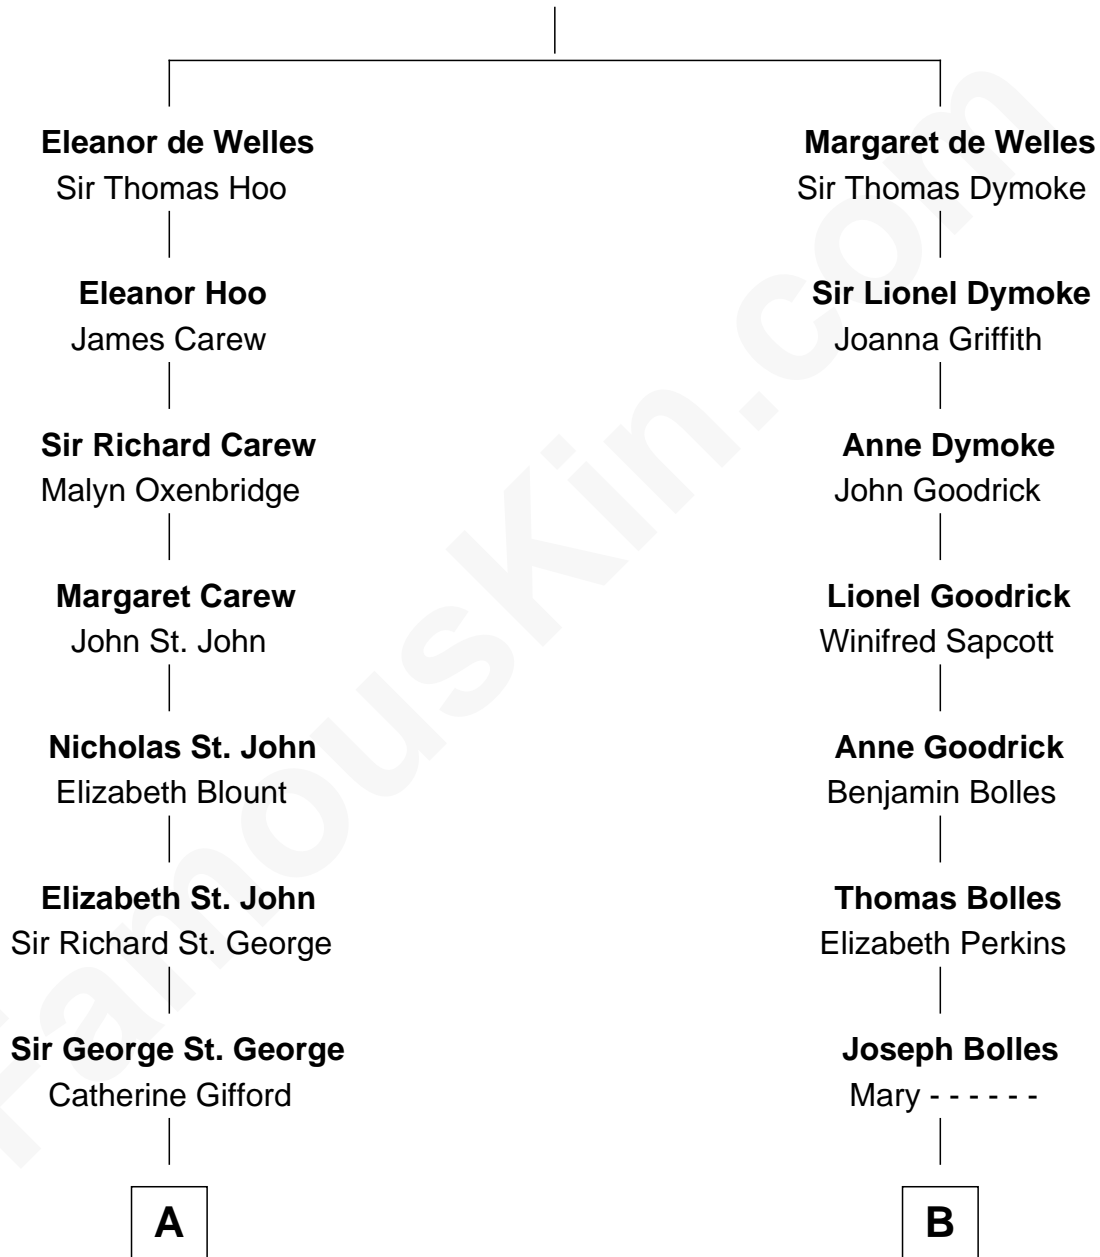 Eleanor de Welles
Sir Thomas Hoo
Eleanor Hoo
James Carew
Sir Richard Carew
Malyn Oxenbridge
Margaret Carew
John St. John
Nicholas St. John
Elizabeth Blount
Elizabeth St. John
Sir Richard St. George
Sir George St. George
Catherine Gifford
A
Margaret de Welles
Sir Thomas Dymoke
Sir Lionel Dymoke
Joanna Griffith
Anne Dymoke
John Goodrick
Lionel Goodrick
Winifred Sapcott
Anne Goodrick
Benjamin Bolles
Thomas Bolles
Elizabeth Perkins
Joseph Bolles
Mary - - - - - -
B
FamousKin.com